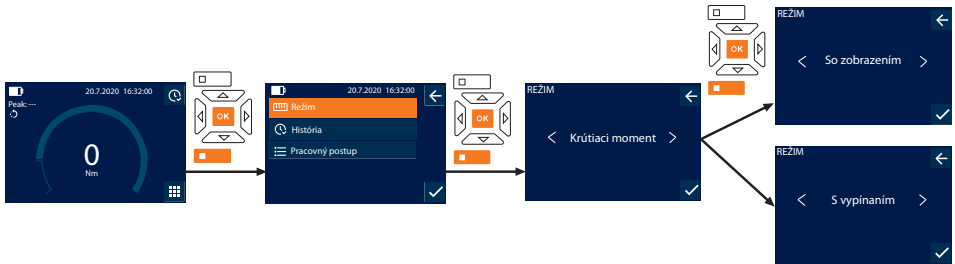 20.7.2020 16:32:00
Peak: ---
0
Nm
OK
20.7.2020 16:32:00
Režim
História
Pracovný postup
OK
REŽIM
Krútiaci moment
OK
REŽIM
So zobrazením
REŽIM
S vypínaním